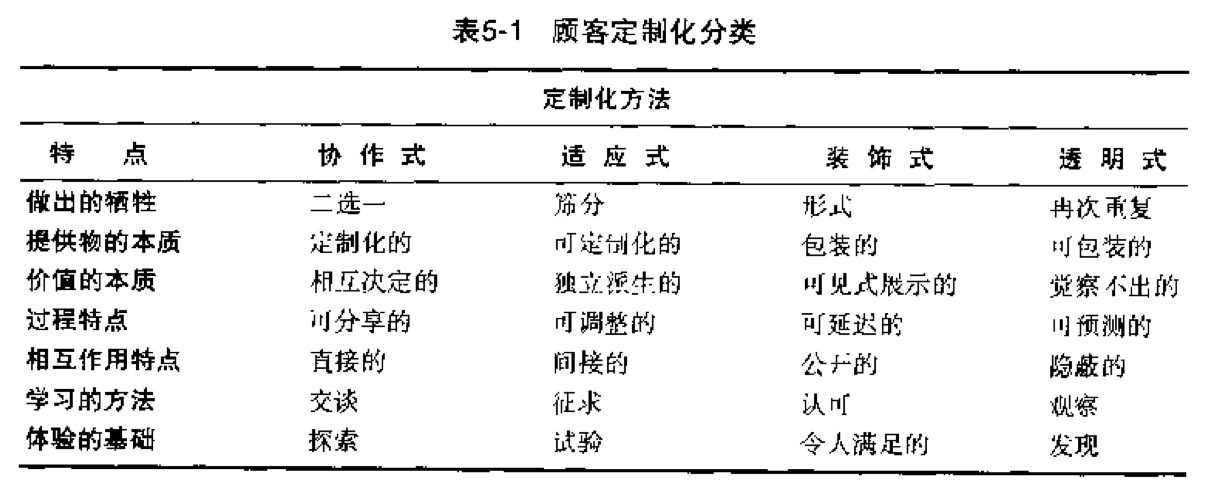 表5-1 顾客定制化分类
定制化方法
特 点 协作式 适应式 装饰式 透明式
做出的牺牲 二选一 筛分 形式 再次重复
提供物的本质 定制化的 可定制化的 包装的 可包装的
价值的本质 相互决定的 独立派生的 可见式展示的 觉察不出的
过程特点 可分享的 可调整的 可延迟的 可预测的
相互作用特点 直接的 间接的 公开的 隐蔽的
学习的方法 交谈 征求 认可 观察
体验的基础 探索 试验 令人满足的 发现